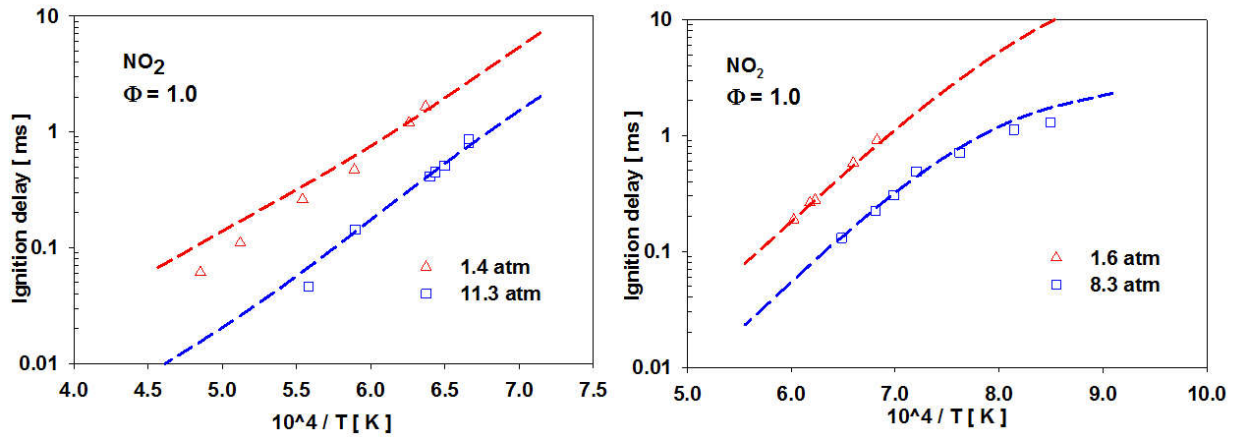 10
NO2
Φ = 1.0
1
Ignition delay [ ms]
0.1
1.4 atm
11.3 atm
0.01
4.0 4.5 5.0 5.5 6.0 6.5 7.0 7.5
10^4 / T [ K ]
10
NO2
Φ = 1.0
1
Ignition delay [ ms]
0.1
1.6 atm
8.3 atm
0.01
5.0 6.0 7.0 8.0 9.0 10.0
10^4 / T [ K ]